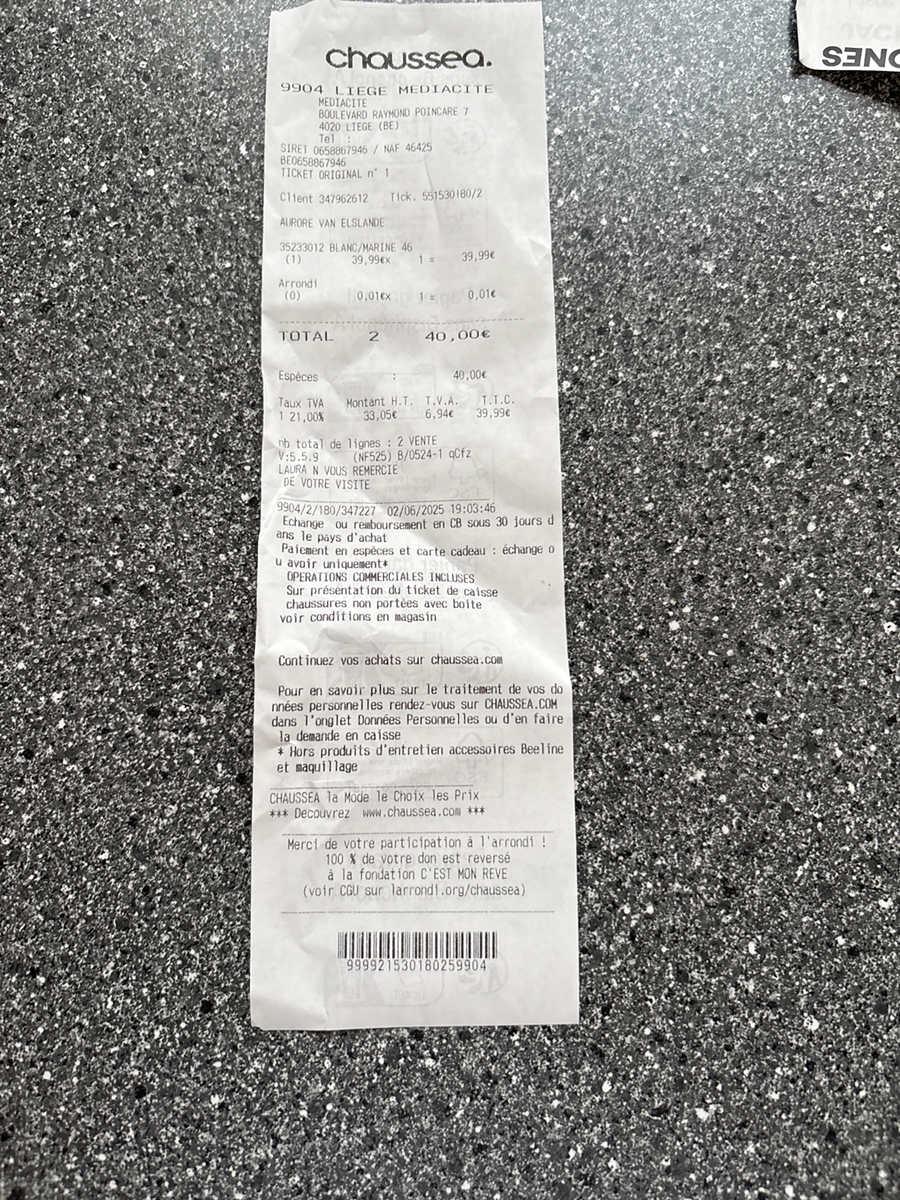 chaussea.
9904 LIEGE MEDIACITE
MEDIACITE
BOULEVARD RAYMOND POINCARE 7
4020 LIEGE (BE)
Tel :
SIRET 0658867946 / NAF 46425
BE0658867946
TICKET ORIGINAL n° 1
Client 347962612 Tick. 551530180/2
AURORE VAN ELSLANDE
35233012 BLANC/MARINE 46
(1) 39,99€x 1 = 39,99€
Arrondi
(0) 0,01€x 1 = 0,01€
TOTAL 2 40,00€
Espèces : 40,00€
Taux TVA Montant H.T. T.V.A. T.T.C.
1 21,00% 33,05€ 6,94€ 39,99€
nb total de lignes : 2 VENTE
V:5.5.9 (NF525) B/0524-1 qCfz
LAURA N VOUS REMERCIE
DE VOTRE VISITE
9904/2/180/347227 02/06/2025 19:03:46
Echange ou remboursement en CB sous 30 jours d
ans le pays d'achat
Paiement en espèces et carte cadeau : échange o
u avoir uniquement*
OPERATIONS COMMERCIALES INCLUSES
Sur présentation du ticket de caisse
chaussures non portées avec boite
voir conditions en magasin
Continuez vos achats sur chaussea.com
Pour en savoir plus sur le traitement de vos do
nnées personnelles rendez-vous sur CHAUSSEA.COM
dans l'onglet Données Personnelles ou d'en faire
la demande en caisse
* Hors produits d'entretien accessoires Beeline
et maquillage
CHAUSSEA la Mode le Choix les Prix
*** Decouvrez www.chaussea.com ***
Merci de votre participation à l'arrondi !
100 % de votre don est reversé
à la fondation C'EST MON REVE
(voir CGU sur larrondi.org/chaussea)
999921530180259904